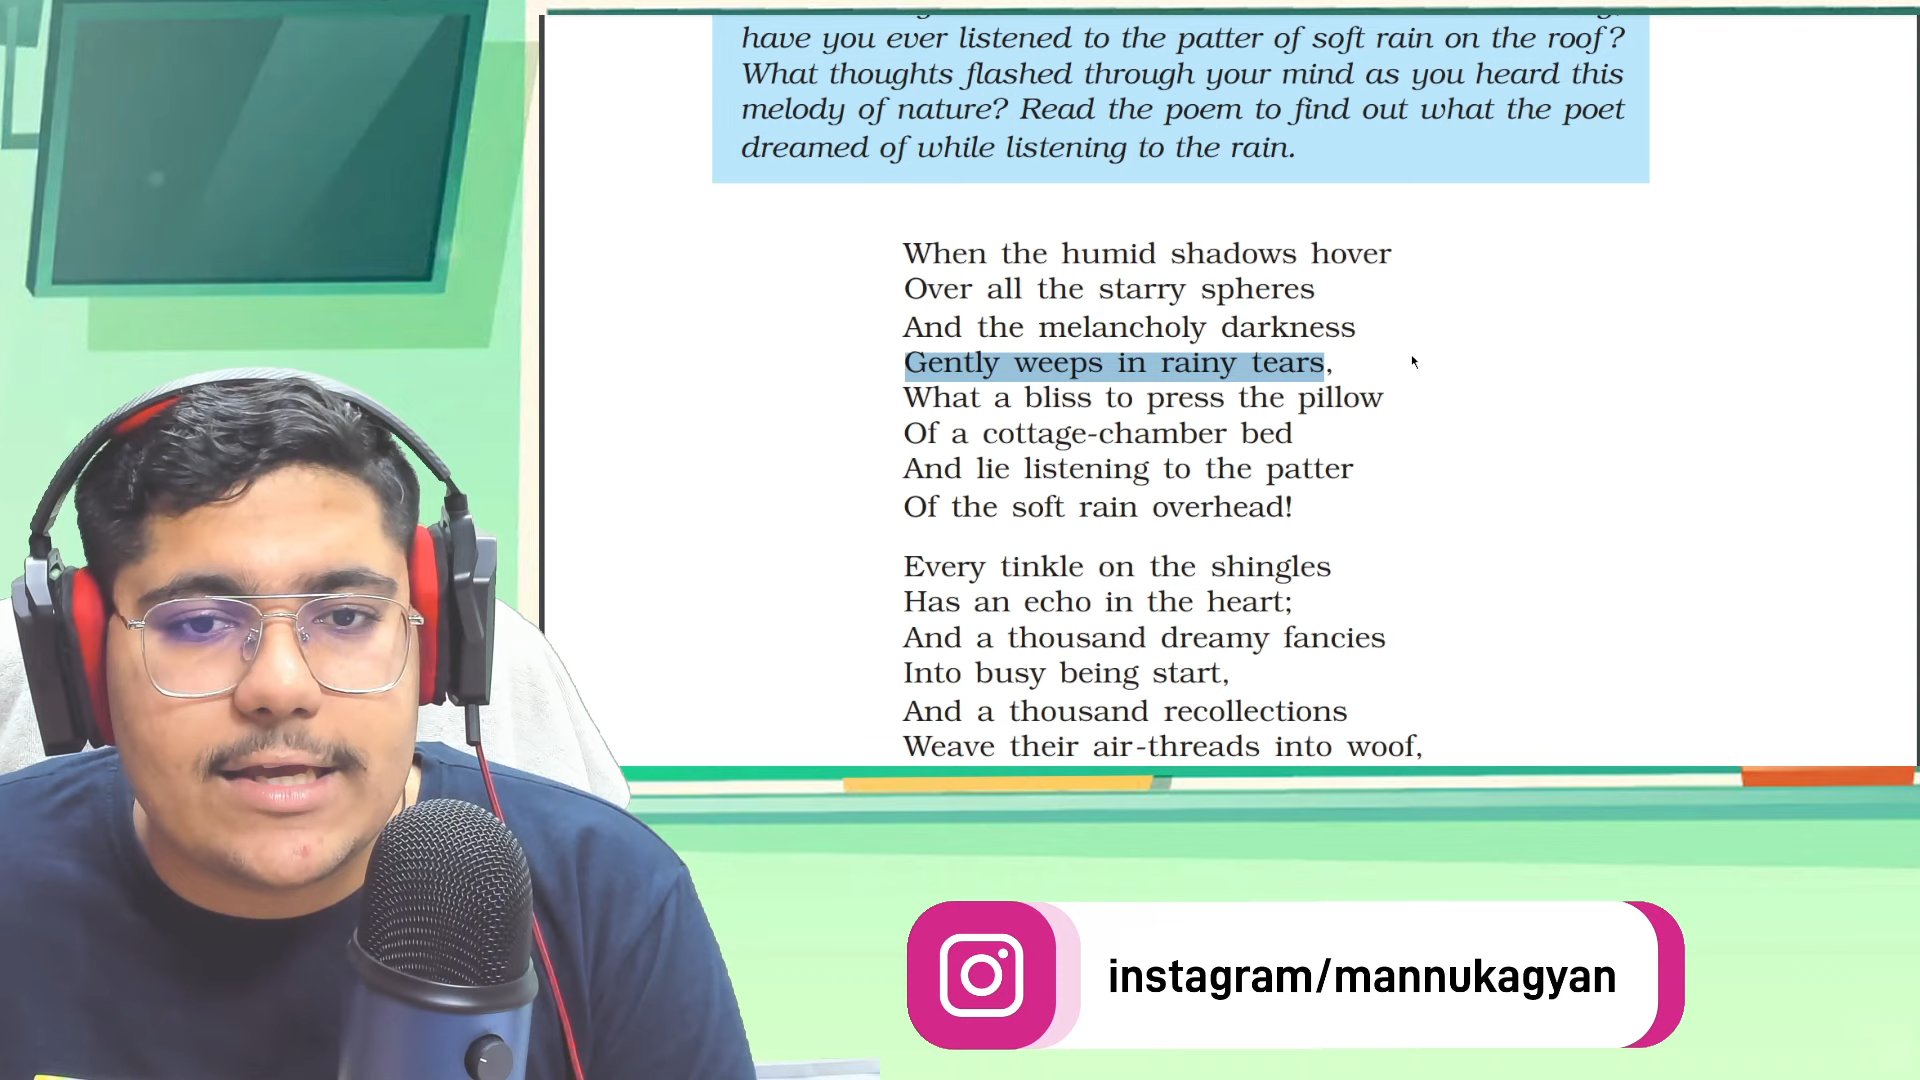 have you ever listened to the patter of soft rain on the roof?
What thoughts flashed through your mind as you heard this
melody of nature? Read the poem to find out what the poet
dreamed of while listening to the rain.
When the humid shadows hover
Over all the starry spheres
And the melancholy darkness
Gently weeps in rainy tears,
What a bliss to press the pillow
Of a cottage-chamber bed
And lie listening to the patter
Of the soft rain overhead!
Every tinkle on the shingles
Has an echo in the heart;
And a thousand dreamy fancies
Into busy being start,
And a thousand recollections
Weave their air-threads into woof,
instagram/mannukagyan